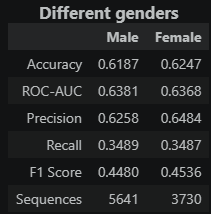 Different genders
Male Female
Accuracy 0.6187 0.6247
ROC-AUC 0.6381 0.6368
Precision 0.6258 0.6484
Recall 0.3489 0.3487
F1 Score 0.4480 0.4536
Sequences 5641 3730